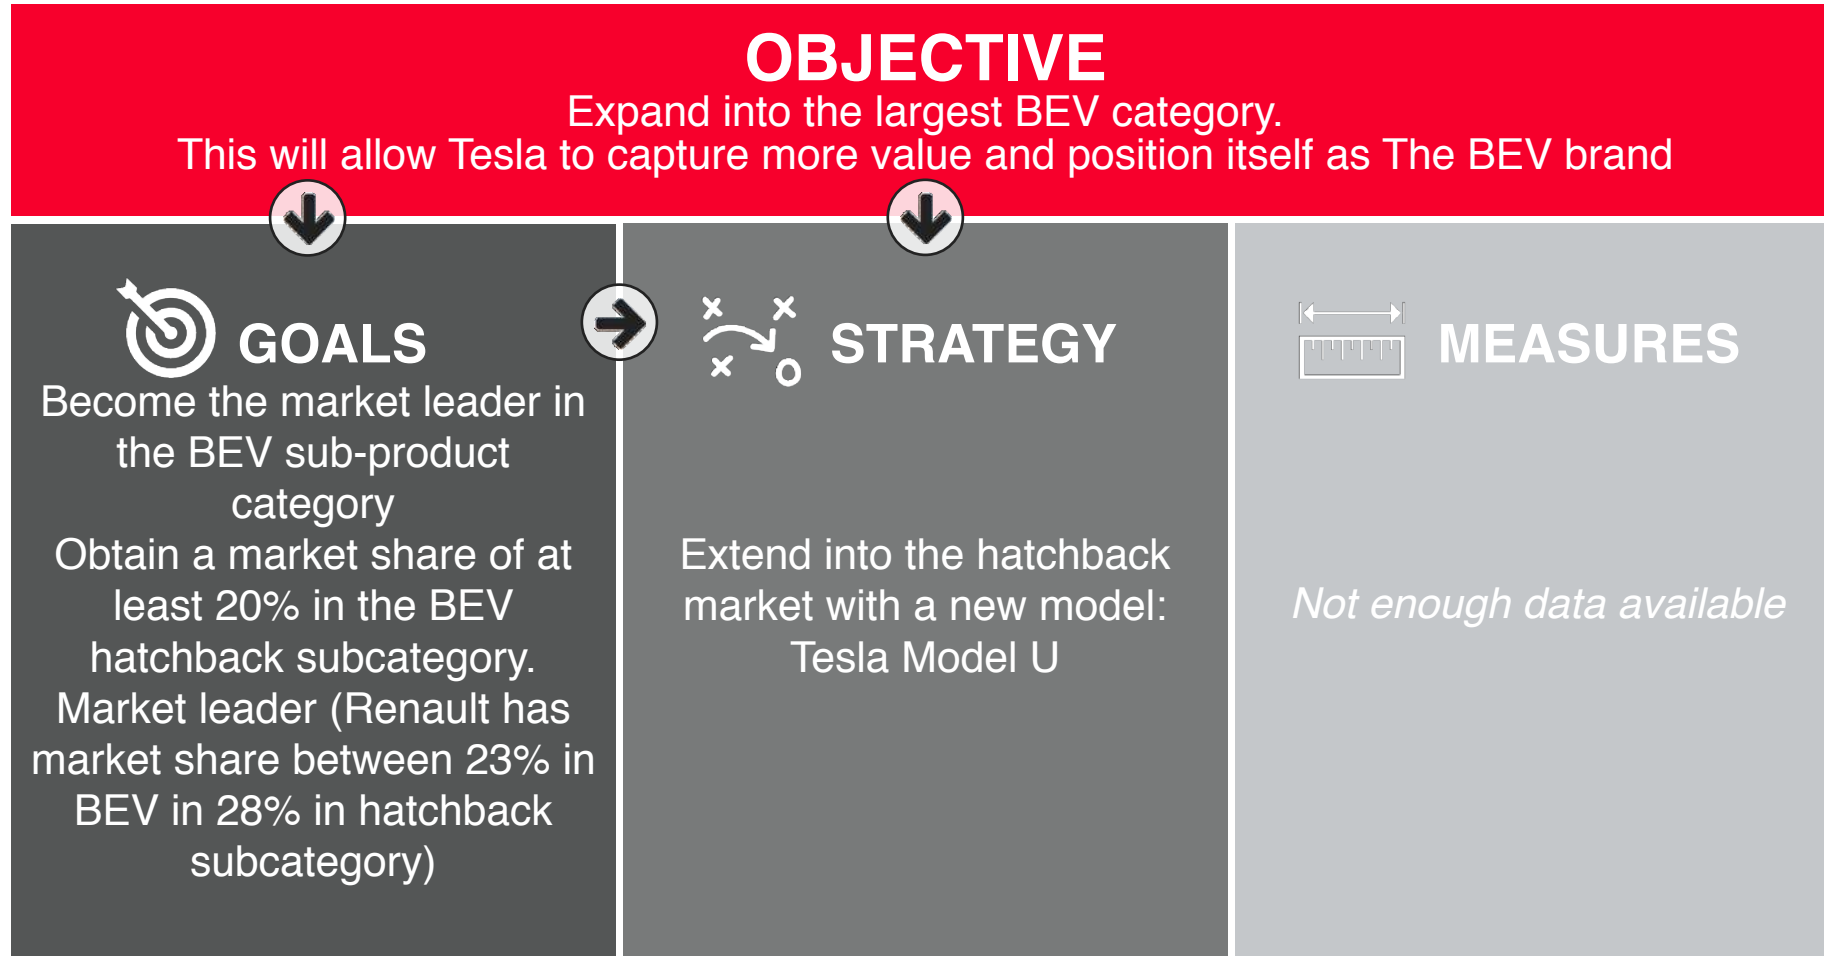 OBJECTIVE
Expand into the largest BEV category.
This will allow Tesla to capture more value and position itself as The BEV brand
GOALS
Become the market leader in
the BEV sub-product
category
Obtain a market share of at
least 20% in the BEV
hatchback subcategory.
Market leader (Renault has
market share between 23% in
BEV in 28% in hatchback
subcategory)
STRATEGY
Extend into the hatchback
market with a new model:
Tesla Model U
MEASURES
Not enough data available